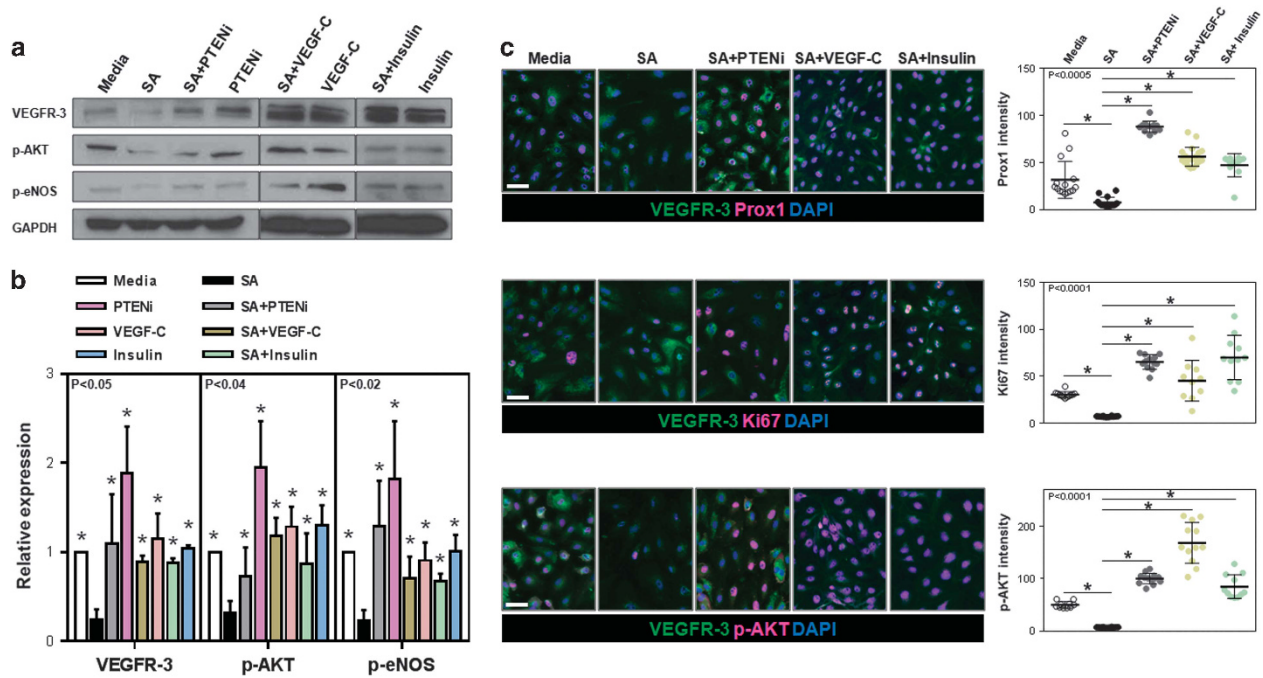 a
Media
SA
SA+PTENi
PTENi
SA+VEGF-C
VEGF-C
SA+Insulin
Insulin
VEGFR-3
p-AKT
p-eNOS
GAPDH
b
Media
SA
PTENi
SA+PTENi
VEGF-C
SA+VEGF-C
Insulin
SA+Insulin
Relative expression
3
2
1
0
P<0.05
P<0.04
P<0.02
* * * * * * *
* * * * * * *
* * * * * * *
VEGFR-3
p-AKT
p-eNOS
c
Media
SA
SA+PTENi
SA+VEGF-C
SA+Insulin
VEGFR-3 Prox1 DAPI
Media
SA
SA+PTENi
SA+VEGF-C
SA+ Insulin
Prox1 intensity
150
100
50
0
P<0.0005
* * * *
VEGFR-3 Ki67 DAPI
Ki67 intensity
150
100
50
0
P<0.0001
* * * *
VEGFR-3 p-AKT DAPI
p-AKT intensity
200
100
0
P<0.0001
* * * *